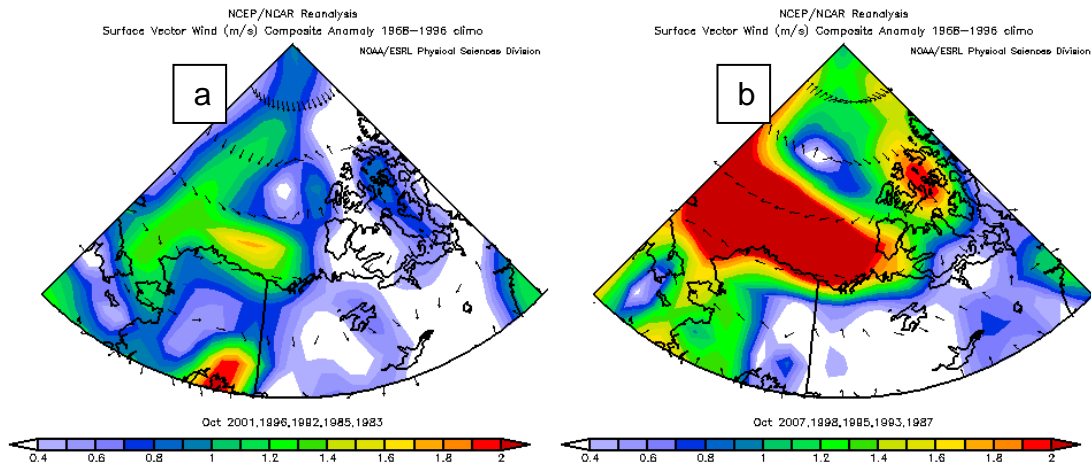 NCEP/NCAR Reanalysis
Surface Vector Wind (m/s) Composite Anomaly 1968–1996 climo
NOAA/ESRL Physical Sciences Division
a
Oct 2001,1996,1992,1985,1983
0.4 0.6 0.8 1 1.2 1.4 1.6 1.8 2
NCEP/NCAR Reanalysis
Surface Vector Wind (m/s) Composite Anomaly 1968–1996 climo
NOAA/ESRL Physical Sciences Division
b
Oct 2007,1998,1995,1993,1987
0.4 0.6 0.8 1 1.2 1.4 1.6 1.8 2